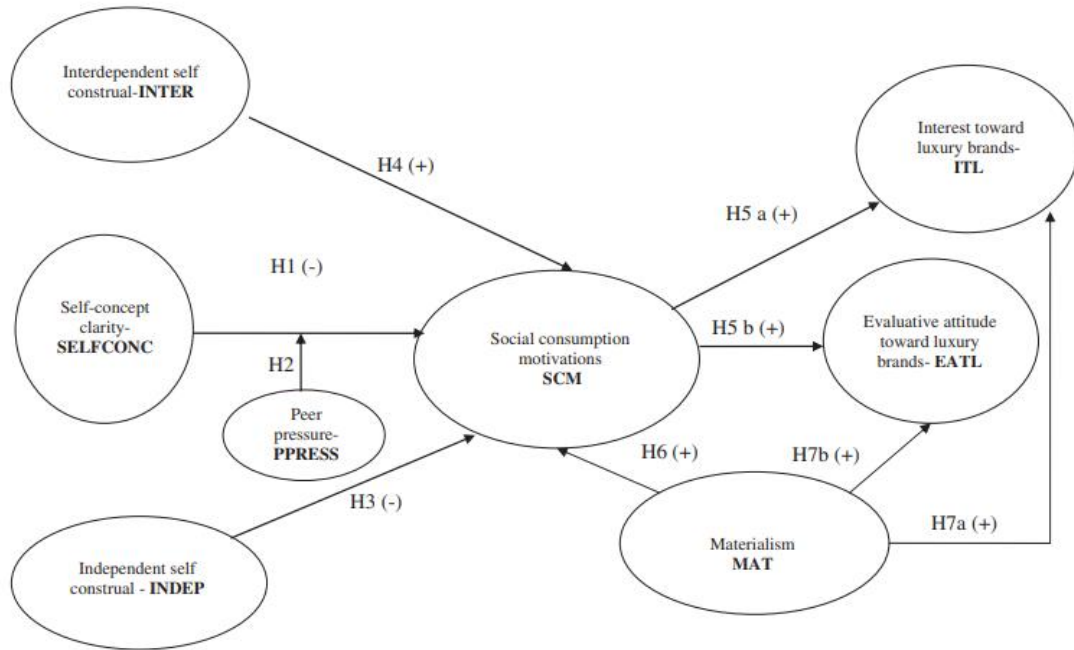 Interdependent self
construal-INTER
H4 (+)
Interest toward
luxury brands-
ITL
H5 a (+)
H1 (-)
Self-concept
clarity-
SELFCONC
H2
Peer
pressure-
PPRESS
Social consumption
motivations
SCM
H5 b (+)
Evaluative attitude
toward luxury
brands- EATL
H6 (+)
H7b (+)
H3 (-)
H7a (+)
Independent self
construal - INDEP
Materialism
MAT